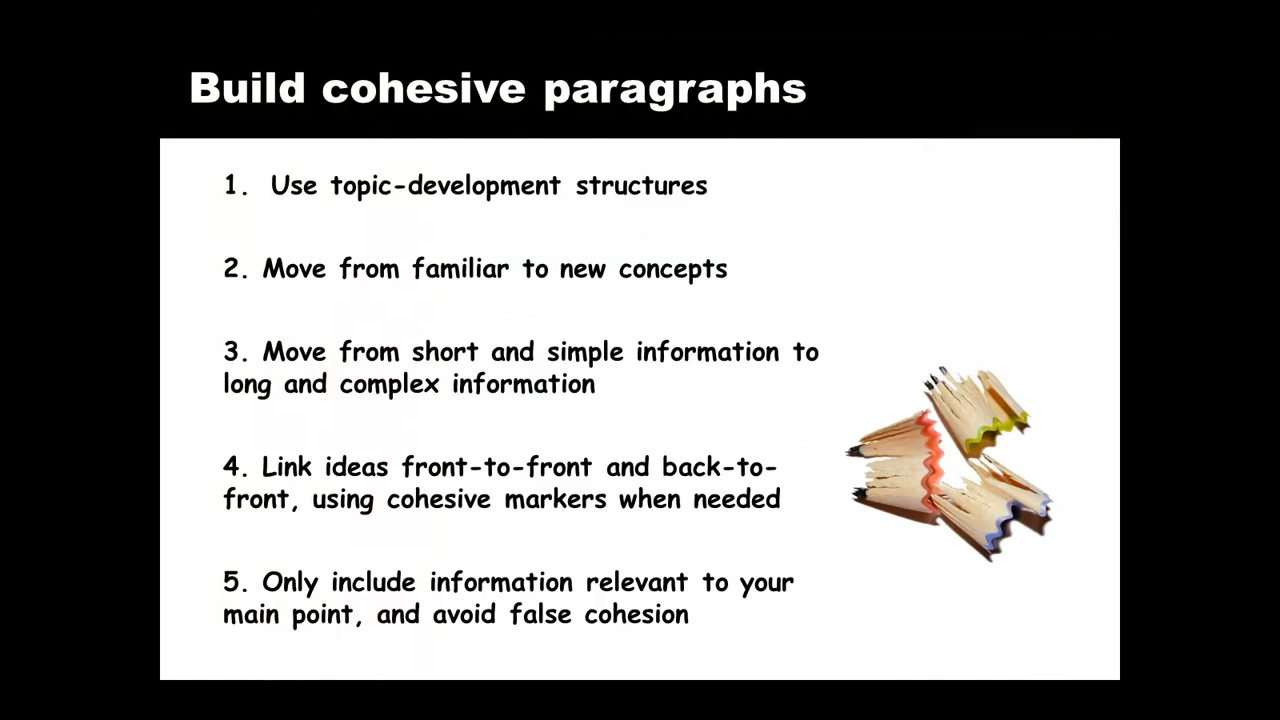 Build cohesive paragraphs
1. Use topic-development structures
2. Move from familiar to new concepts
3. Move from short and simple information to
long and complex information
4. Link ideas front-to-front and back-to-
front, using cohesive markers when needed
5. Only include information relevant to your
main point, and avoid false cohesion